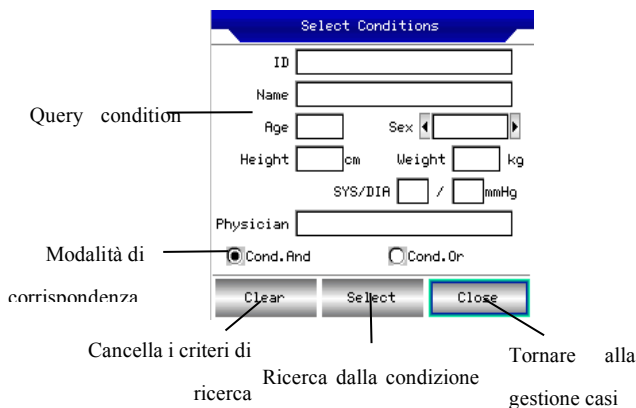 Select Conditions
ID
Name
Query condition
Age Sex
Height cm Weight kg
SYS/DIA / mmHg
Physician
Modalità di
corrispondenza
Cond.And Cond.Or
Clear Select Close
Cancella i criteri di
ricerca
Ricerca dalla condizione
Tornare alla
gestione casi